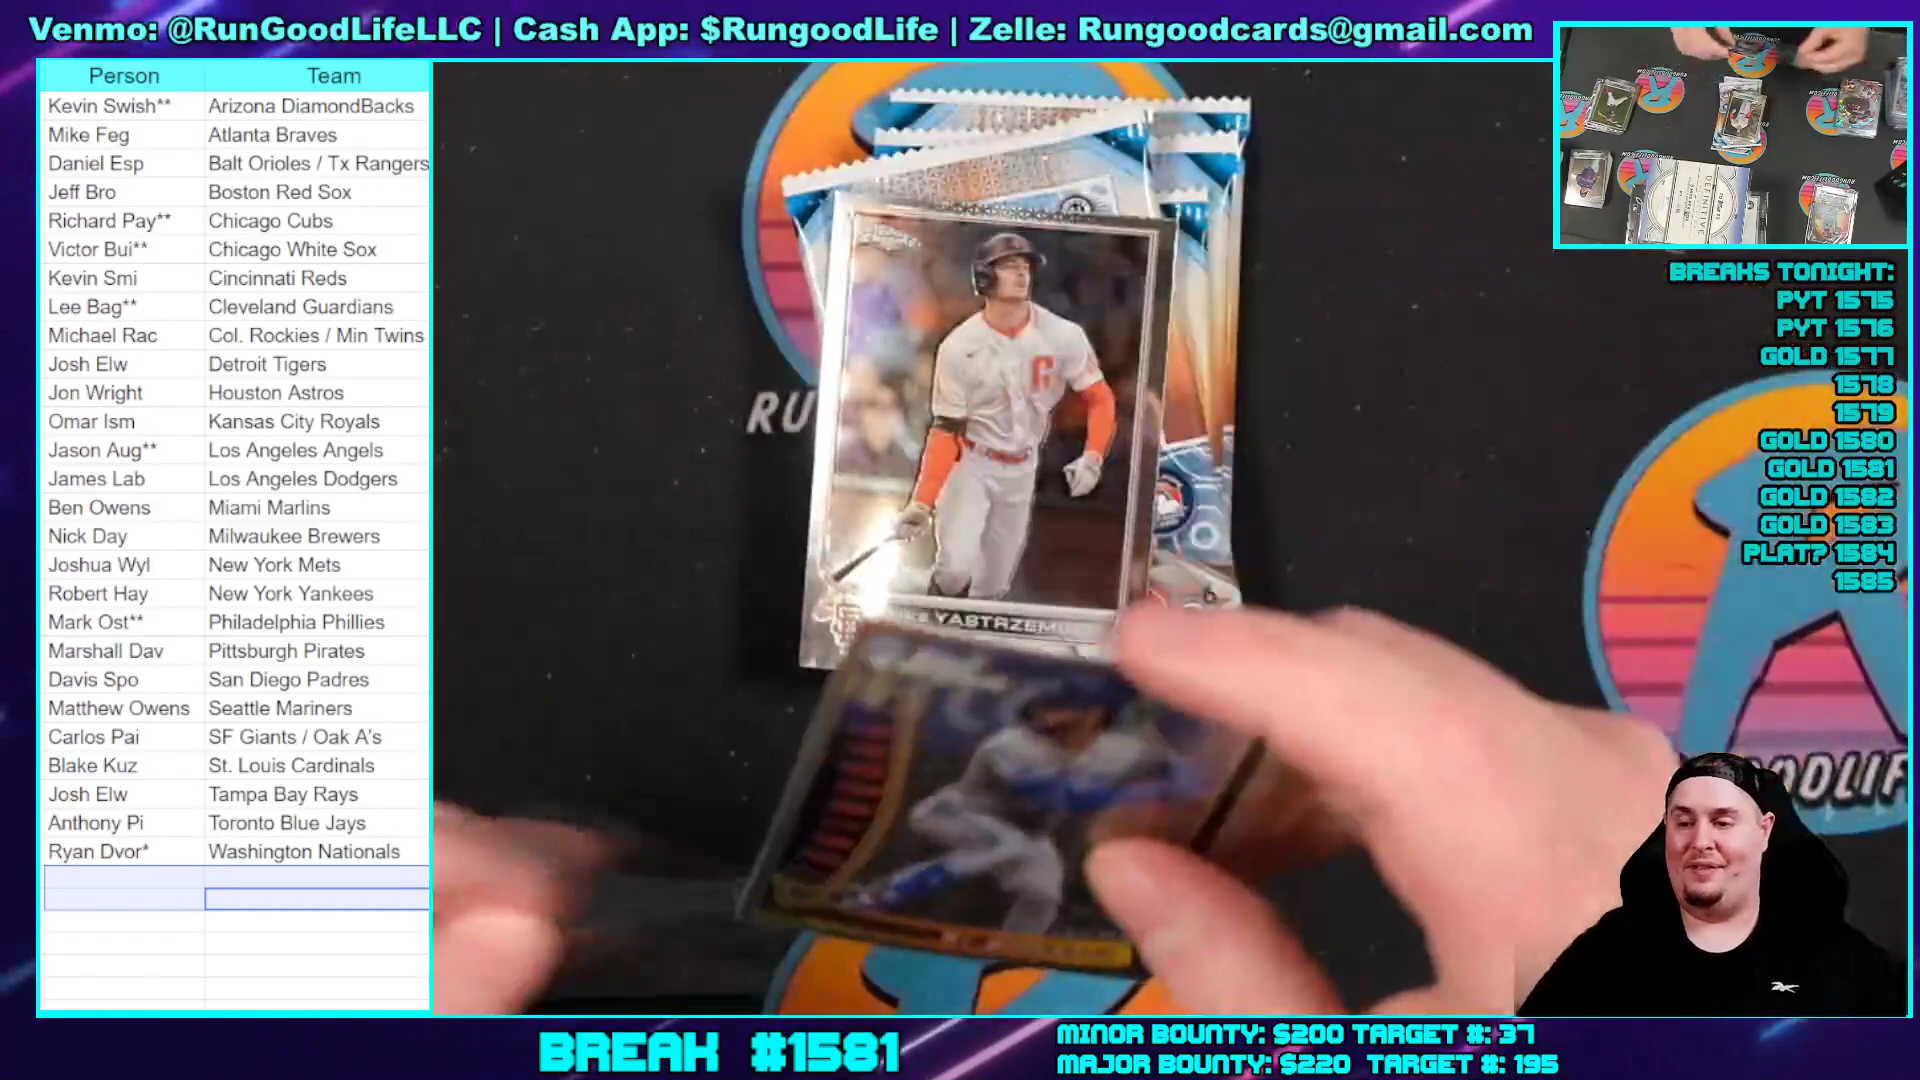 Venmo: @RunGoodLifeLLC | Cash App: $RungoodLife | Zelle: Rungoodcards@gmail.com
Person Team
Kevin Swish** Arizona DiamondBacks
Mike Feg Atlanta Braves
Daniel Esp Balt Orioles / Tx Rangers
Jeff Bro Boston Red Sox
Richard Pay** Chicago Cubs
Victor Bui** Chicago White Sox
Kevin Smi Cincinnati Reds
Lee Bag** Cleveland Guardians
Michael Rac Col. Rockies / Min Twins
Josh Elw Detroit Tigers
Jon Wright Houston Astros
Omar Ism Kansas City Royals
Jason Aug** Los Angeles Angels
James Lab Los Angeles Dodgers
Ben Owens Miami Marlins
Nick Day Milwaukee Brewers
Joshua Wyl New York Mets
Robert Hay New York Yankees
Mark Ost** Philadelphia Phillies
Marshall Dav Pittsburgh Pirates
Davis Spo San Diego Padres
Matthew Owens Seattle Mariners
Carlos Pai SF Giants / Oak A's
Blake Kuz St. Louis Cardinals
Josh Elw Tampa Bay Rays
Anthony Pi Toronto Blue Jays
Ryan Dvor* Washington Nationals
RU
G
YASTRZEM
DEFINITIVE
BREAKS TONIGHT:
PYT 1575
PYT 1576
GOLD 1577
1578
1579
GOLD 1580
GOLD 1581
GOLD 1582
GOLD 1583
PLAT? 1584
1585
OODLIF
BREAK #1581
MINOR BOUNTY: $200 TARGET #: 37
MAJOR BOUNTY: $220 TARGET #: 195